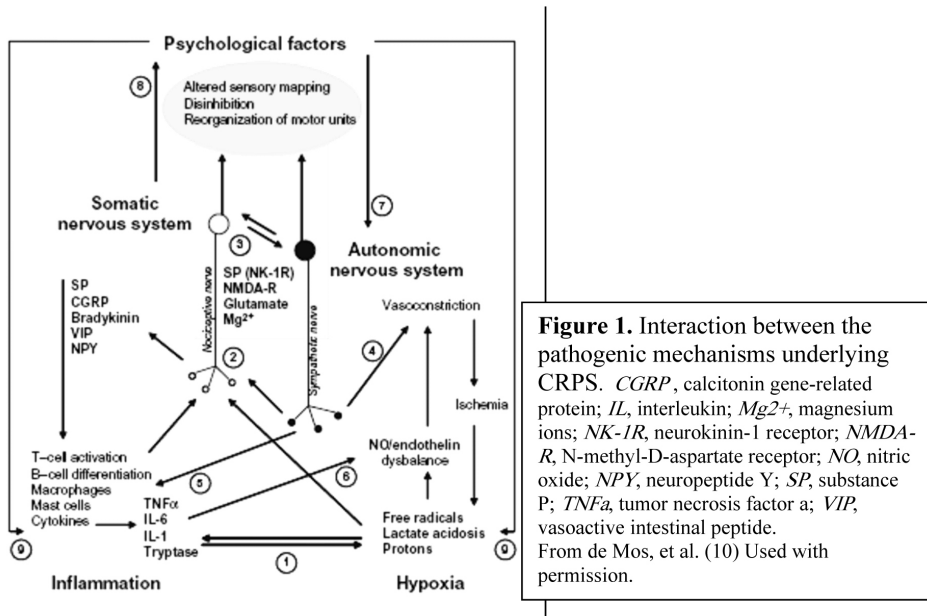 Psychological factors
8
Altered sensory mapping
Disinhibition
Reorganization of motor units
7
Somatic
nervous system
3
Autonomic
nervous system
SP
CGRP
Bradykinin
VIP
NPY
Nociceptive nerve
SP (NK-1R)
NMDA-R
Glutamate
Mg²⁺
Sympathetic nerve
Vasoconstriction
2
4
Ischemia
NO/endothelin
dysbalance
T-cell activation
B-cell differentiation
Macrophages
Mast cells
Cytokines
5
6
TNFα
IL-6
IL-1
Tryptase
Free radicals
Lactate acidosis
Protons
9
1
9
Inflammation
Hypoxia
Figure 1. Interaction between the
pathogenic mechanisms underlying
CRPS. CGRP, calcitonin gene-related
protein; IL, interleukin; Mg2+, magnesium
ions; NK-1R, neurokinin-1 receptor; NMDA-
R, N-methyl-D-aspartate receptor; NO, nitric
oxide; NPY, neuropeptide Y; SP, substance
P; TNFa, tumor necrosis factor a; VIP,
vasoactive intestinal peptide.
From de Mos, et al. (10) Used with
permission.